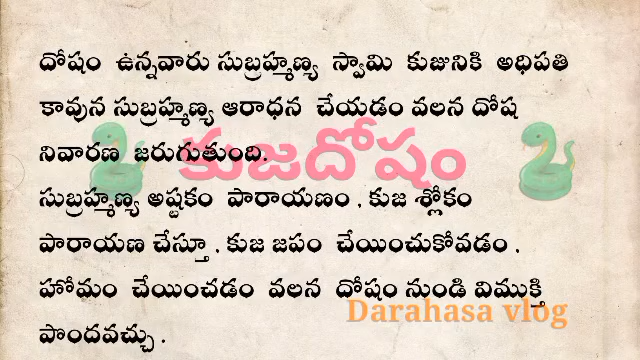 దోషం ఉన్నవారు సుబ్రహ్మణ్య స్వామి కుజునికి అధిపతి
కావున సుబ్రహ్మణ్య ఆరాధన చేయడం వలన దోష
కుజదోషం
నివారణ జరుగుతుంది.
సుబ్రహ్మణ్య అష్టకం పారాయణం , కుజ శ్లోకం
పారాయణ చేస్తూ , కుజ జపం చేయించుకోవడం ,
హోమం చేయించడం వలన దోషం నుండి విముక్తి
Darahasa vlog
పొందవచ్చు .